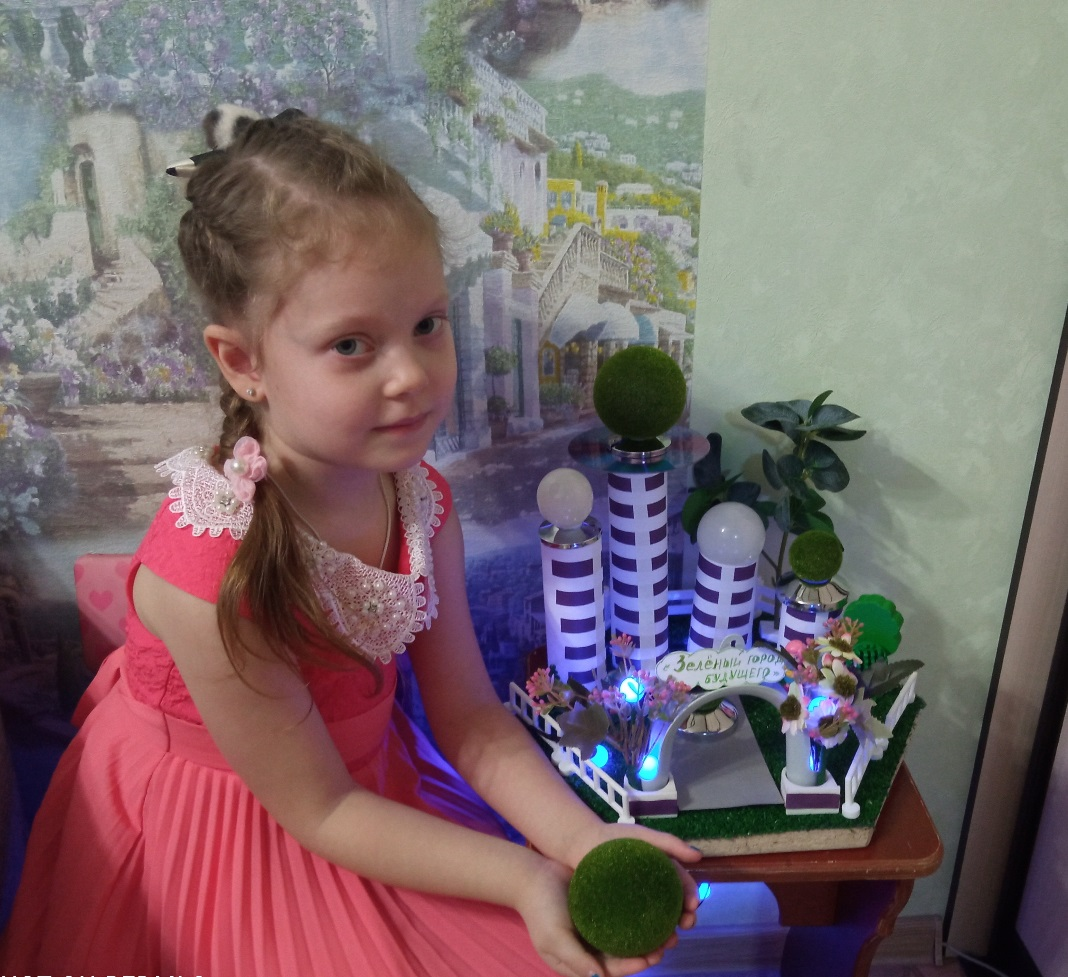 Зелёный город
будущего